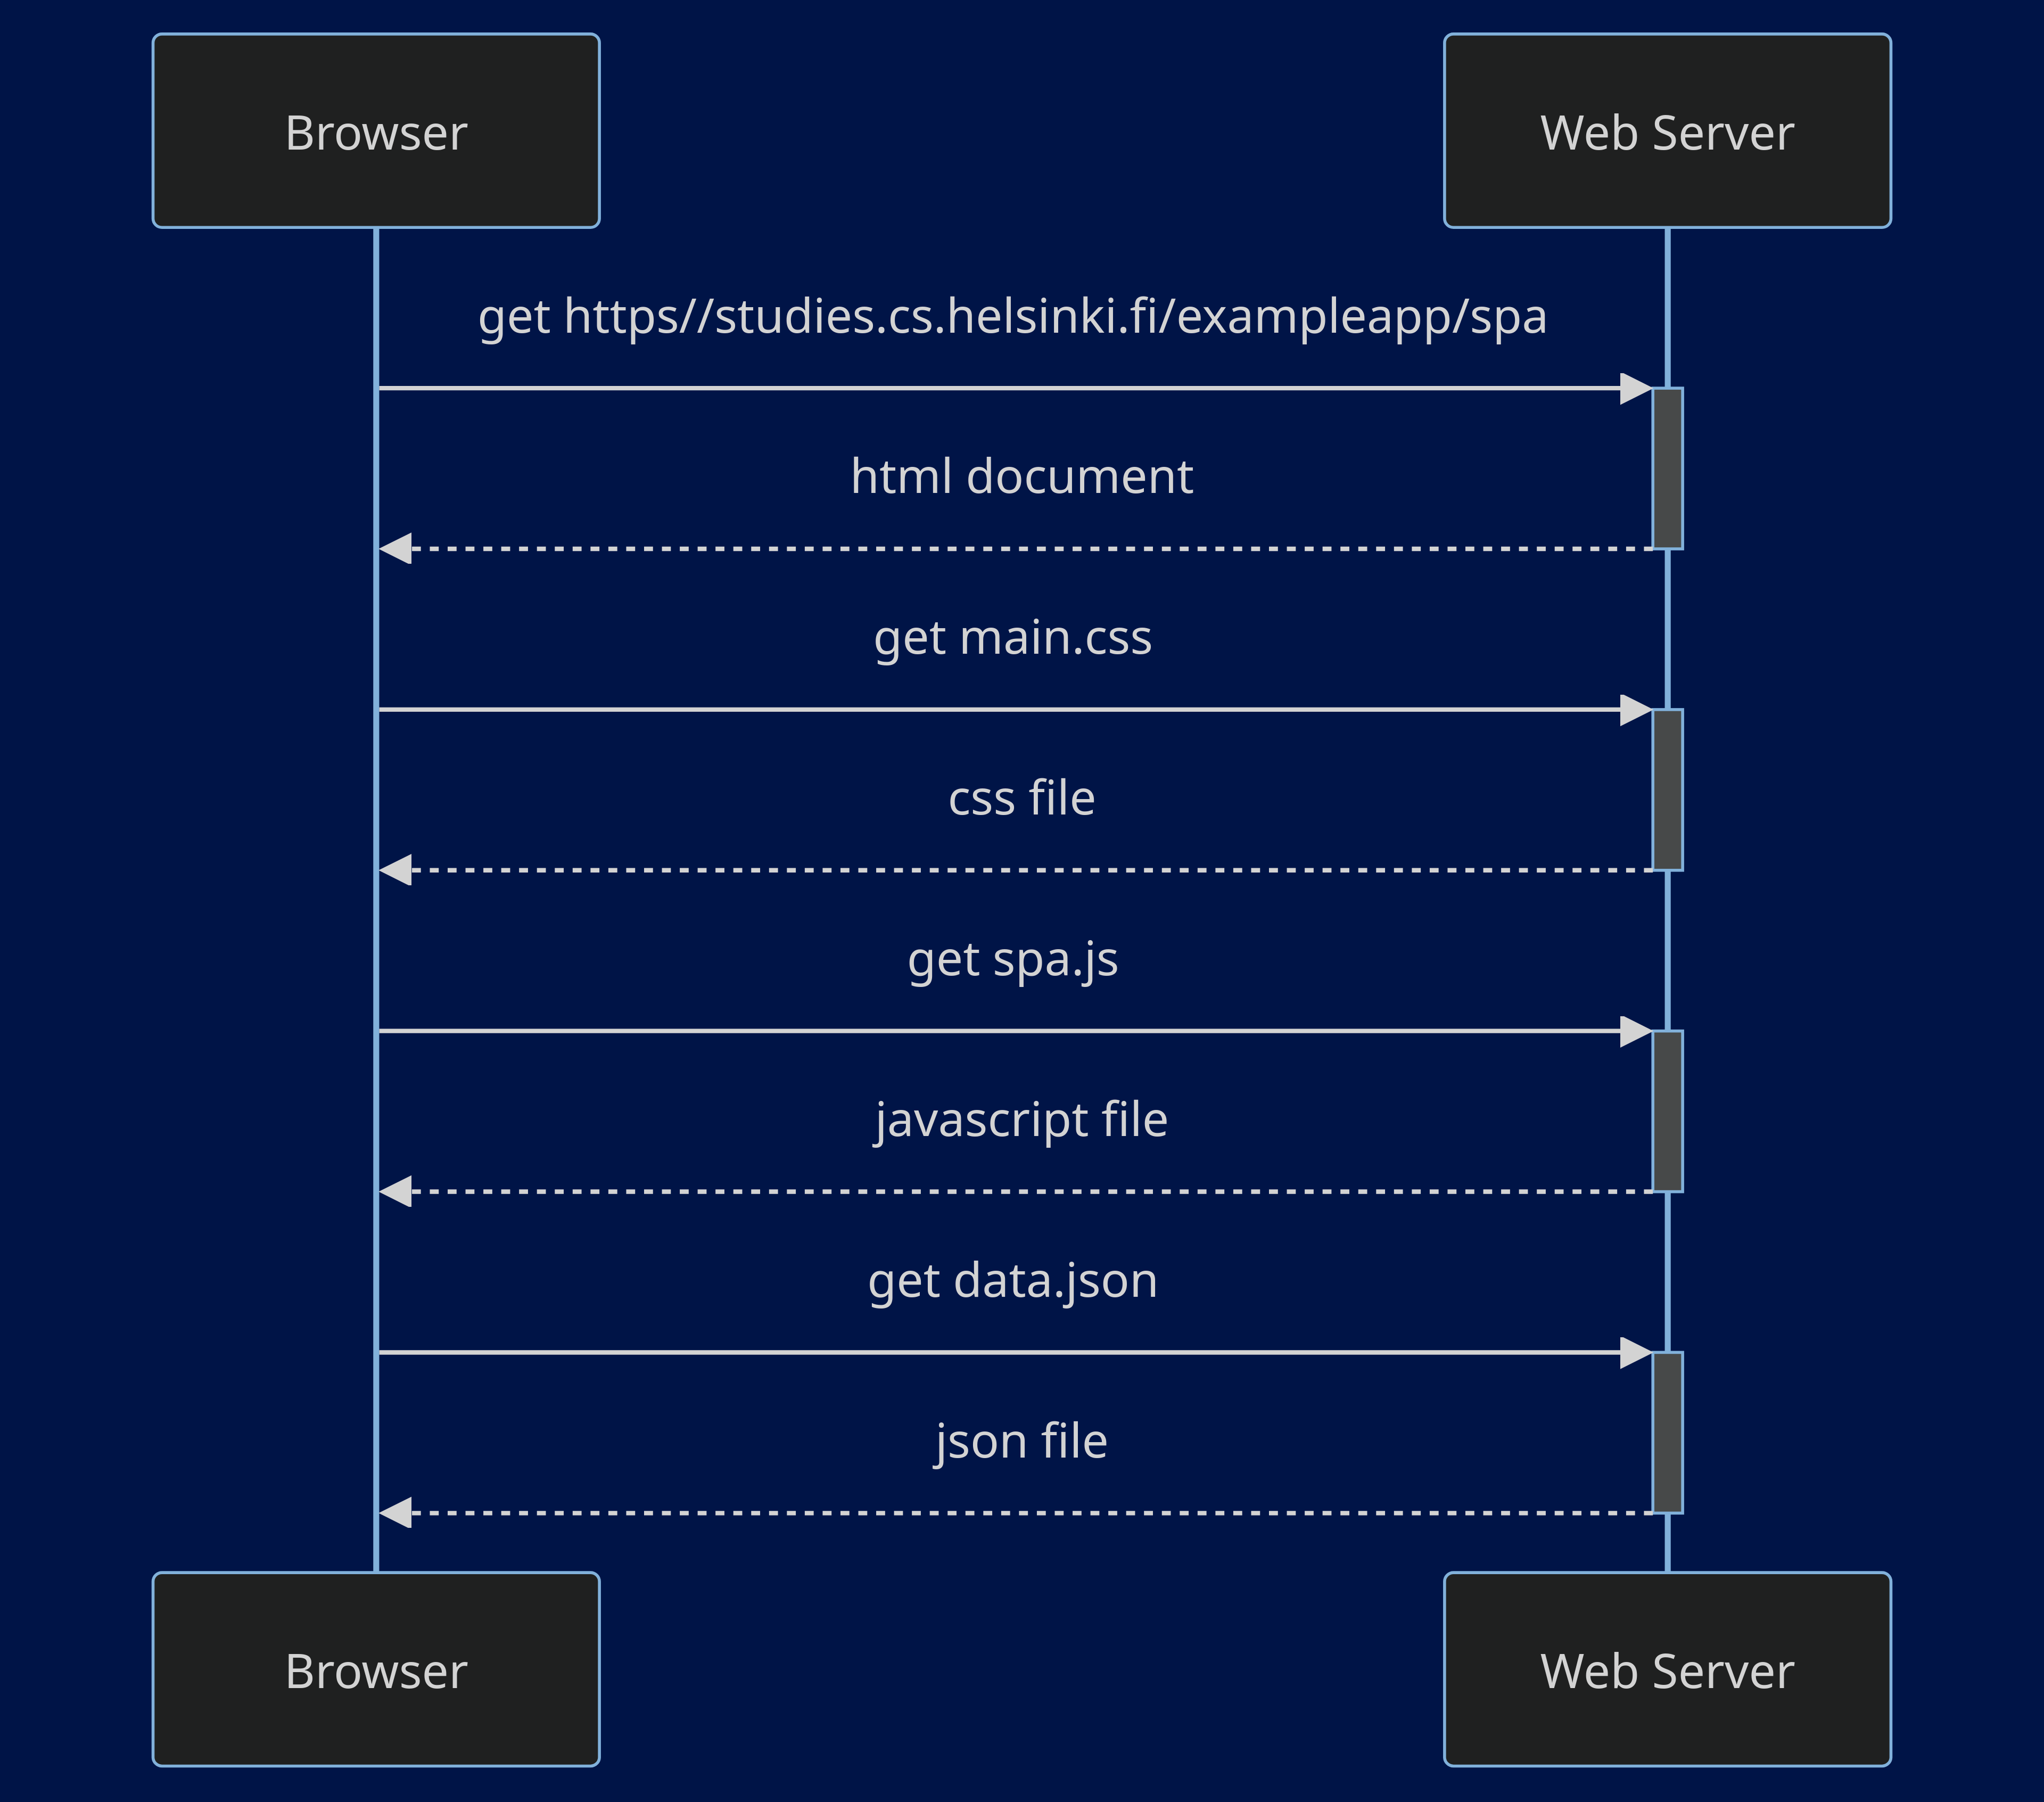 Browser
Web Server
get https//studies.cs.helsinki.fi/exampleapp/spa
html document
get main.css
css file
get spa.js
javascript file
get data.json
json file
Browser
Web Server